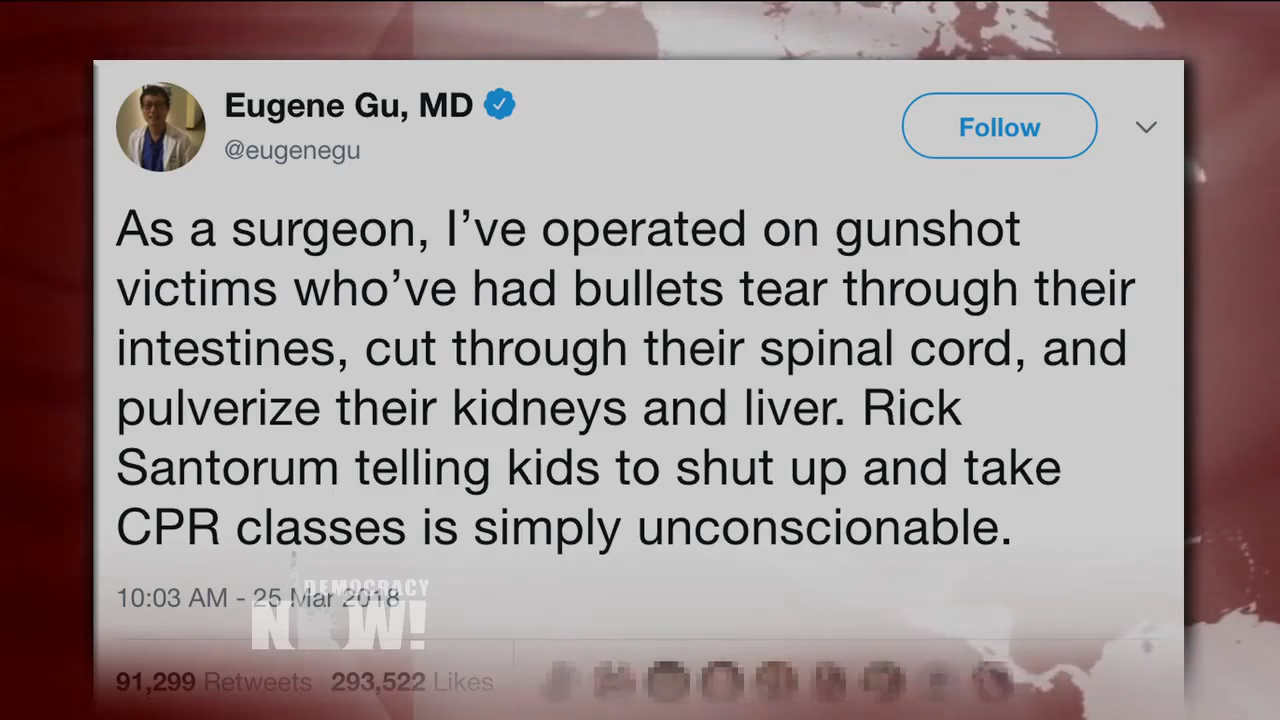 Eugene Gu, MD
@eugenegu
Follow
As a surgeon, I’ve operated on gunshot
victims who’ve had bullets tear through their
intestines, cut through their spinal cord, and
pulverize their kidneys and liver. Rick
Santorum telling kids to shut up and take
CPR classes is simply unconscionable.
10:03 AM - 25 Mar 2018
DEMOCRACY
NOW!
91,299 Retweets 293,522 Likes